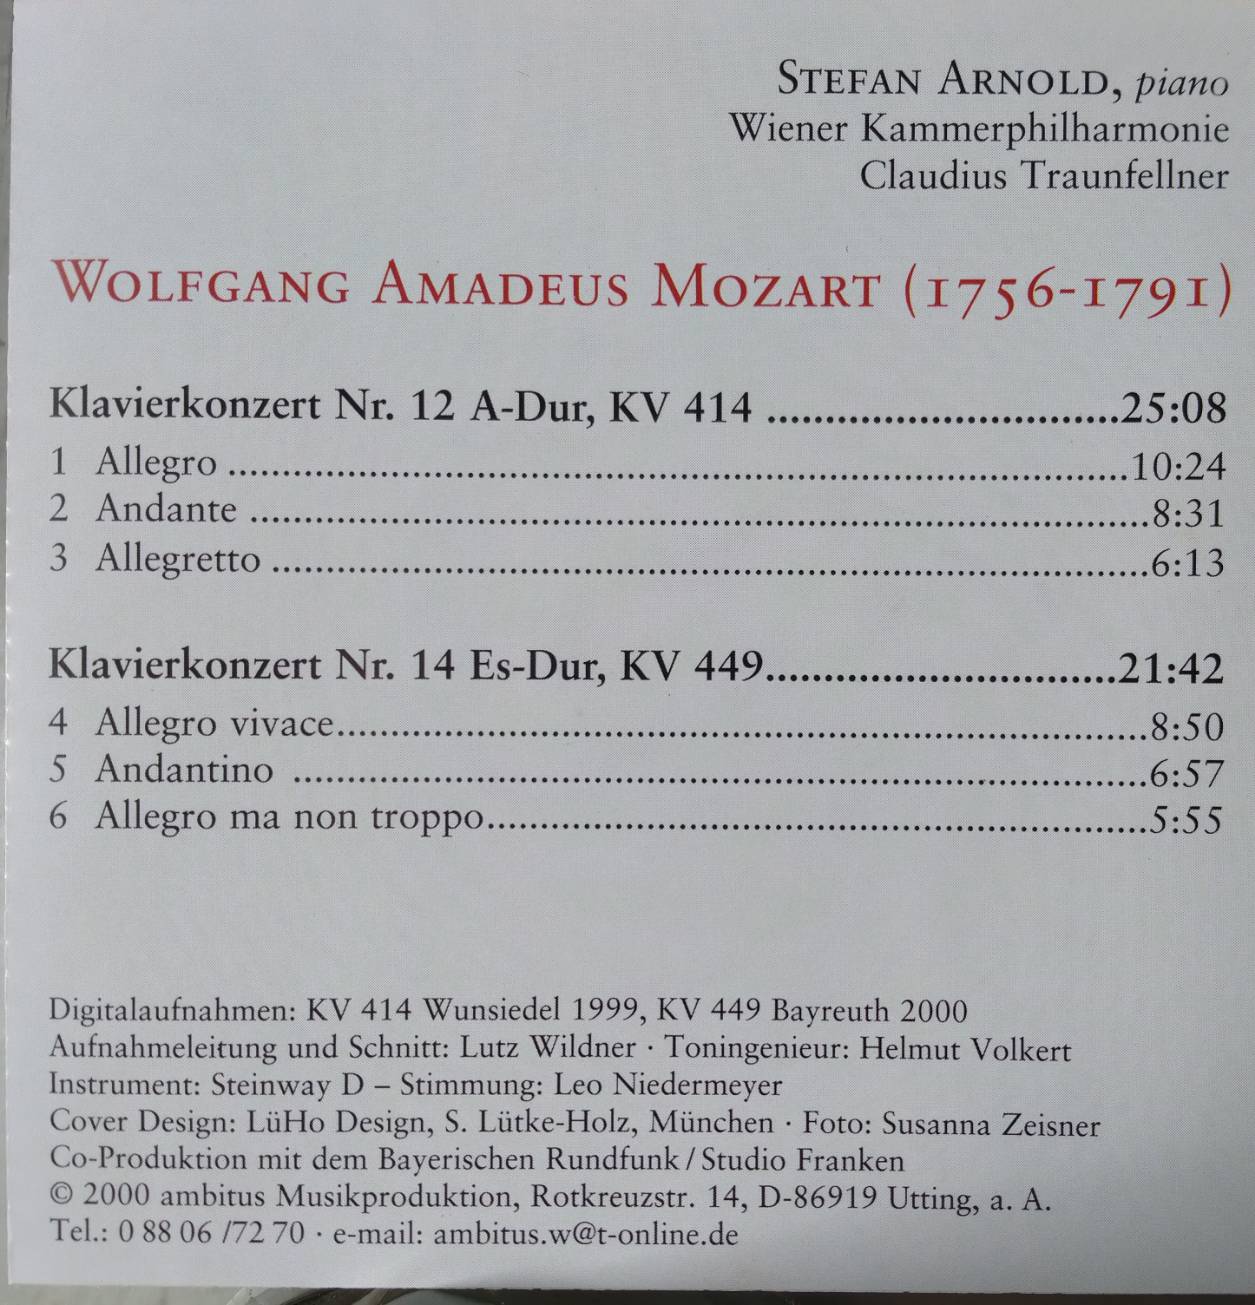 STEFAN ARNOLD, piano
Wiener Kammerphilharmonie
Claudius Traunfellner
WOLFGANG AMADEUS MOZART (1756-1791)
Klavierkonzert Nr. 12 A-Dur, KV 414 ..............................25:08
1 Allegro ....................................................................................10:24
2 Andante ....................................................................................8:31
3 Allegretto ..................................................................................6:13
Klavierkonzert Nr. 14 Es-Dur, KV 449..............................21:42
4 Allegro vivace...........................................................................8:50
5 Andantino ................................................................................6:57
6 Allegro ma non troppo..............................................................5:55
Digitalaufnahmen: KV 414 Wunsiedel 1999, KV 449 Bayreuth 2000
Aufnahmeleitung und Schnitt: Lutz Wildner · Toningenieur: Helmut Volkert
Instrument: Steinway D – Stimmung: Leo Niedermeyer
Cover Design: LüHo Design, S. Lütke-Holz, München · Foto: Susanna Zeisner
Co-Produktion mit dem Bayerischen Rundfunk / Studio Franken
© 2000 ambitus Musikproduktion, Rotkreuzstr. 14, D-86919 Utting, a. A.
Tel.: 0 88 06 /72 70 · e-mail: ambitus.w@t-online.de